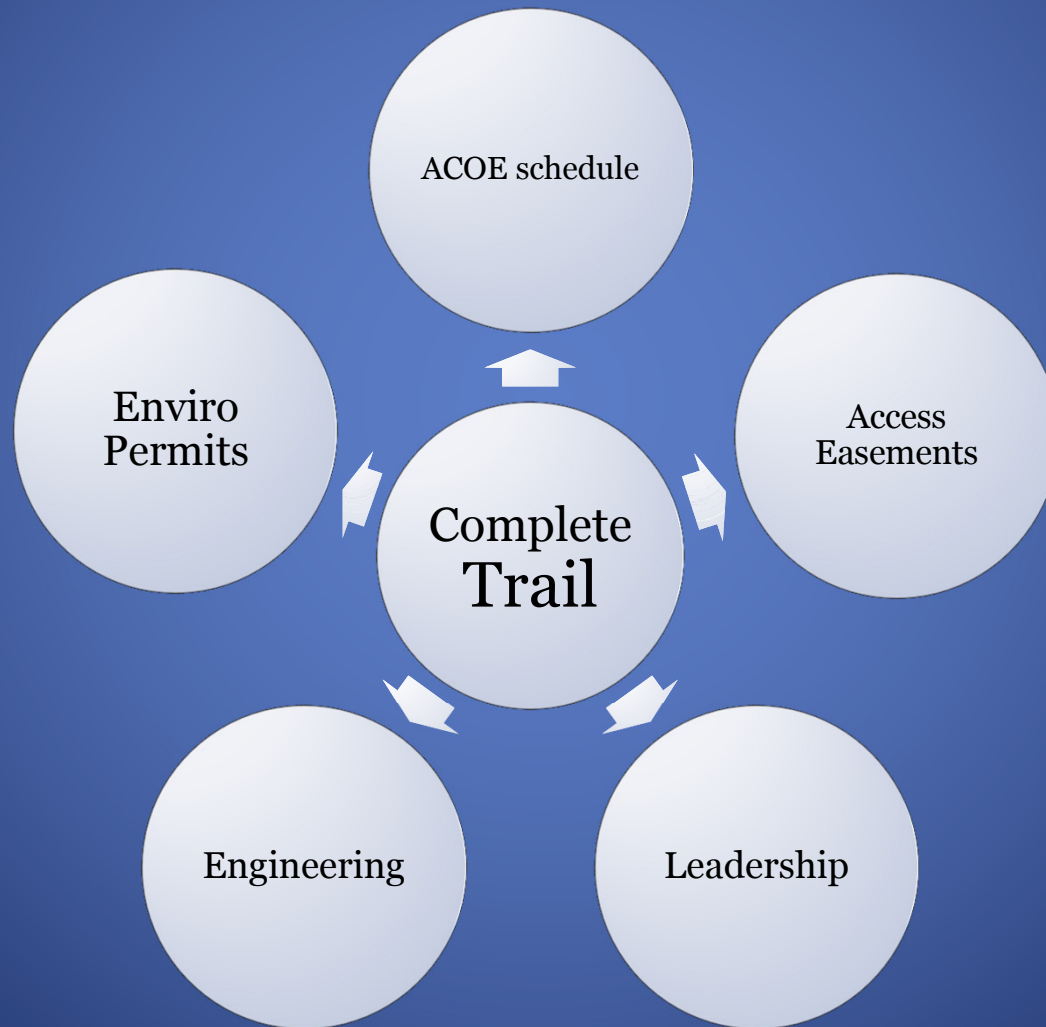 ACOE schedule
Enviro
Permits
Access
Easements
Complete
Trail
Engineering
Leadership